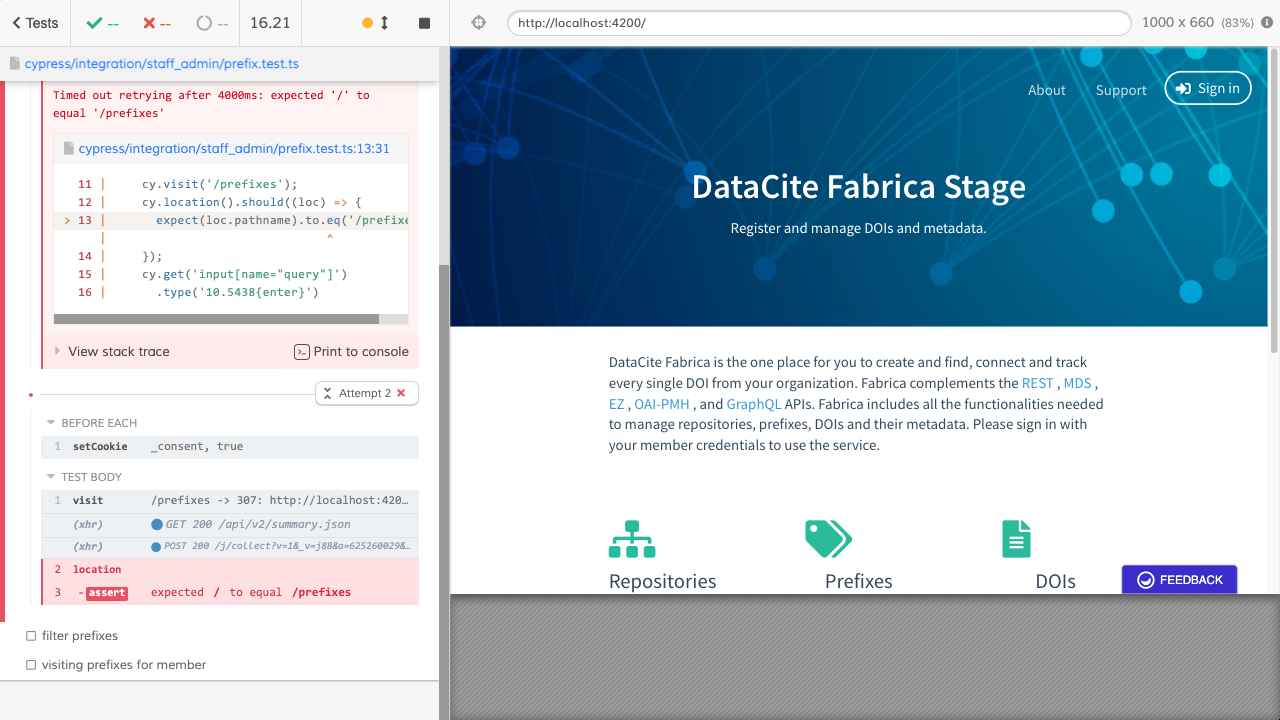 Tests
--
--
--
16.21
http://localhost:4200/
1000 x 660 (83%)
cypress/integration/staff_admin/prefix.test.ts
Timed out retrying after 4000ms: expected '/' to
equal '/prefixes'
cypress/integration/staff_admin/prefix.test.ts:13:31
11 | cy.visit('/prefixes');
12 | cy.location().should((loc) => {
> 13 | expect(loc.pathname).to.eq('/prefixe
| ^
14 | });
15 | cy.get('input[name="query"]')
16 | .type('10.5438{enter}')
View stack trace
Print to console
Attempt 2
BEFORE EACH
1 setCookie _consent, true
TEST BODY
1 visit /prefixes -> 307: http://localhost:420…
(xhr) GET 200 /api/v2/summary.json
(xhr) POST 200 /j/collect?v=1&_v=j88&a=625260029&…
2 location
3 -assert expected / to equal /prefixes
filter prefixes
visiting prefixes for member
About
Support
Sign in
DataCite Fabrica Stage
Register and manage DOIs and metadata.
DataCite Fabrica is the one place for you to create and find, connect and track
every single DOI from your organization. Fabrica complements the REST , MDS ,
EZ , OAI-PMH , and GraphQL APIs. Fabrica includes all the functionalities needed
to manage repositories, prefixes, DOIs and their metadata. Please sign in with
your member credentials to use the service.
Repositories
Prefixes
DOIs
FEEDBACK